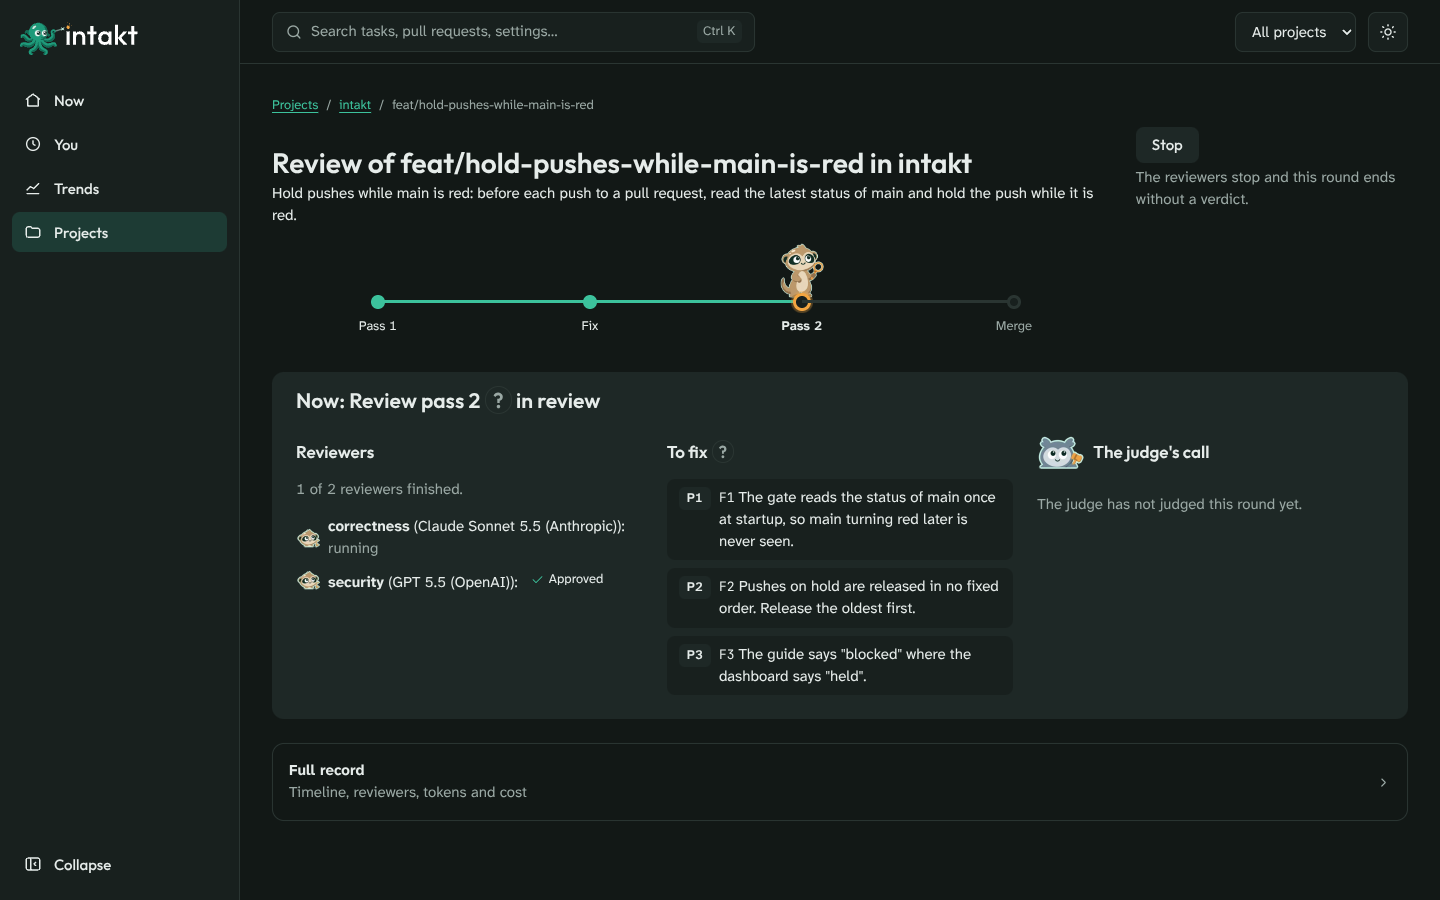 intakt
Search tasks, pull requests, settings...
Ctrl K
All projects
Now
You
Trends
Projects
Collapse
Projects / intakt / feat/hold-pushes-while-main-is-red
Review of feat/hold-pushes-while-main-is-red in intakt
Hold pushes while main is red: before each push to a pull request, read the latest status of main and hold the push while it is
red.
Stop
The reviewers stop and this round ends
without a verdict.
Pass 1
Fix
Pass 2
Merge
Now: Review pass 2 ? in review
Reviewers
1 of 2 reviewers finished.
correctness (Claude Sonnet 5.5 (Anthropic)):
running
security (GPT 5.5 (OpenAI)): Approved
To fix ?
P1 F1 The gate reads the status of main once
at startup, so main turning red later is
never seen.
P2 F2 Pushes on hold are released in no fixed
order. Release the oldest first.
P3 F3 The guide says "blocked" where the
dashboard says "held".
The judge's call
The judge has not judged this round yet.
Full record
Timeline, reviewers, tokens and cost